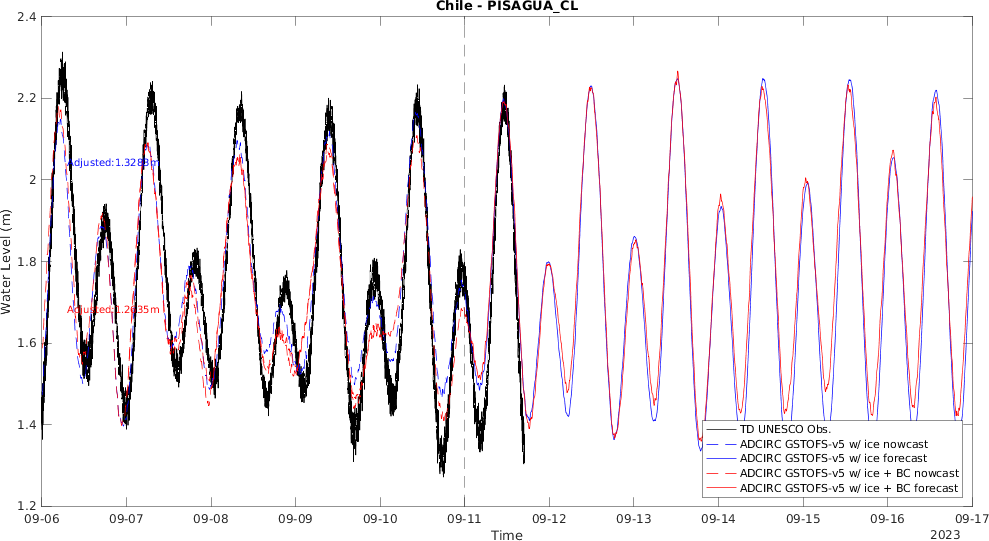 Chile - PISAGUA_CL
Water Level (m)
2.4
2.2
2
1.8
1.6
1.4
1.2
Adjusted:1.3283m
Adjusted:1.2635m
TD UNESCO Obs.
ADCIRC GSTOFS-v5 w/ ice nowcast
ADCIRC GSTOFS-v5 w/ ice forecast
ADCIRC GSTOFS-v5 w/ ice + BC nowcast
ADCIRC GSTOFS-v5 w/ ice + BC forecast
09-06 09-07 09-08 09-09 09-10 09-11 09-12 09-13 09-14 09-15 09-16 09-17
Time
2023